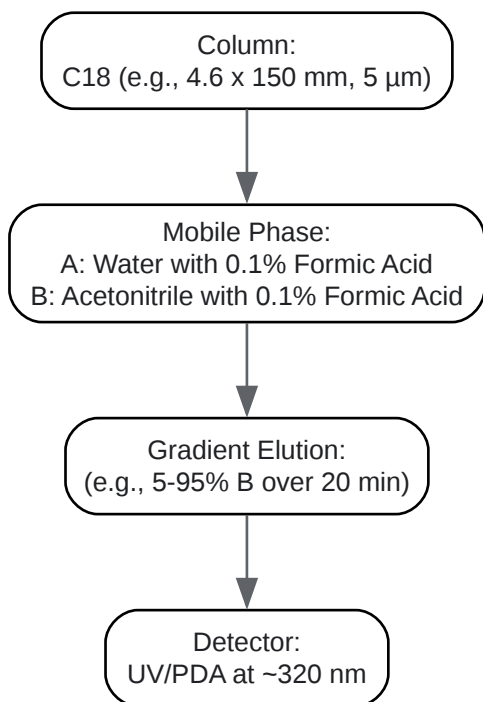 Column:
C18 (e.g., 4.6 x 150 mm, 5 µm)
Mobile Phase:
A: Water with 0.1% Formic Acid
B: Acetonitrile with 0.1% Formic Acid
Gradient Elution:
(e.g., 5-95% B over 20 min)
Detector:
UV/PDA at ~320 nm